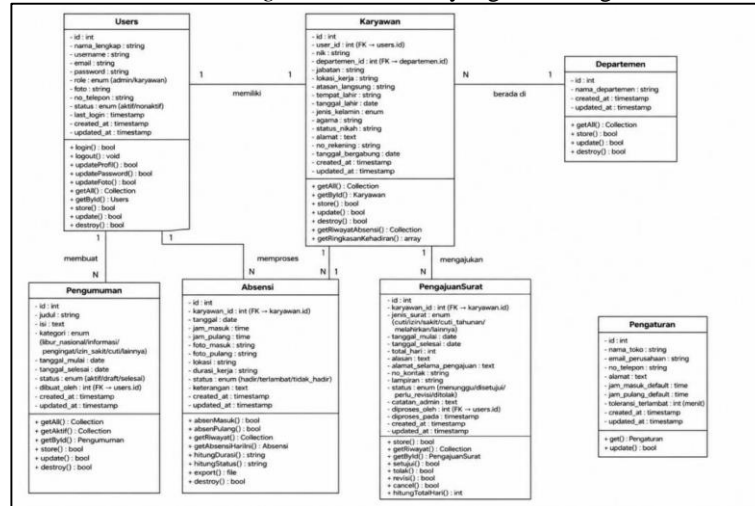 Users
- id : int
- nama_lengkap : string
- username : string
- email : string
- password : string
- role : enum (admin/karyawan)
- foto : string
- no_telepon : string
- status : enum (aktif/nonaktif)
- last_login : timestamp
- created_at : timestamp
- updated_at : timestamp
+ login() : bool
+ logout() : void
+ updateProfil() : bool
+ updatePassword() : bool
+ updateFoto() : bool
+ getAll() : Collection
+ getById() : Users
+ store() : bool
+ update() : bool
+ destroy() : bool
1
memiliki
1
Karyawan
- id : int
- user_id : int (FK → users.id)
- nik : string
- departemen_id : int (FK → departemen.id)
- jabatan : string
- lokasi_kerja : string
- atasan_langsung : string
- tempat_lahir : string
- tanggal_lahir : date
- jenis_kelamin : enum
- agama : string
- status_nikah : string
- alamat : text
- no_rekening : string
- tanggal_bergabung : date
- created_at : timestamp
- updated_at : timestamp
+ getAll() : Collection
+ getById() : Karyawan
+ store() : bool
+ update() : bool
+ destroy() : bool
+ getRiwayatAbsensi() : Collection
+ getRingkasanKehadiran() : array
N
berada di
1
Departemen
- id : int
- nama_departemen : string
- created_at : timestamp
- updated_at : timestamp
+ getAll() : Collection
+ store() : bool
+ update() : bool
+ destroy() : bool
1
membuat
N
1
memproses
N
1
N
1
1
mengajukan
N
Pengumuman
- id : int
- judul : string
- isi : text
- kategori : enum
(libur_nasional/informasi/
pengingat/izin_sakit/cuti/lainnya)
- tanggal_mulai : date
- tanggal_selesai : date
- status : enum (aktif/draft/selesai)
- dibuat_oleh : int (FK → users.id)
- created_at : timestamp
- updated_at : timestamp
+ getAll() : Collection
+ getAktif() : Collection
+ getById() : Pengumuman
+ store() : bool
+ update() : bool
+ destroy() : bool
Absensi
- id : int
- karyawan_id : int (FK → karyawan.id)
- tanggal : date
- jam_masuk : time
- jam_pulang : time
- foto_masuk : string
- foto_pulang : string
- lokasi : string
- durasi_kerja : string
- status : enum (hadir/terlambat/tidak_hadir)
- keterangan : text
- created_at : timestamp
- updated_at : timestamp
+ absenMasuk() : bool
+ absenPulang() : bool
+ getRiwayat() : Collection
+ getAbsensiHariIni() : Absensi
+ hitungDurasi() : string
+ hitungStatus() : string
+ export() : file
+ destroy() : bool
PengajuanSurat
- id : int
- karyawan_id : int (FK → karyawan.id)
- jenis_surat : enum
(cuti/izin/sakit/cuti_tahunan/
melahirkan/lainnya)
- tanggal_mulai : date
- tanggal_selesai : date
- total_hari : int
- alasan : text
- alamat_selama_pengajuan : text
- no_kontak : string
- lampiran : string
- status : enum (menunggu/disetujui/
perlu_revisi/ditolak)
- catatan_admin : text
- diproses_oleh : int (FK → users.id)
- diproses_pada : timestamp
- created_at : timestamp
- updated_at : timestamp
+ store() : bool
+ getRiwayat() : Collection
+ getById() : PengajuanSurat
+ setujui() : bool
+ tolak() : bool
+ revisi() : bool
+ cancel() : bool
+ hitungTotalHari() : int
Pengaturan
- id : int
- nama_toko : string
- email_perusahaan : string
- no_telepon : string
- alamat : text
- jam_masuk_default : time
- jam_pulang_default : time
- toleransi_terlambat : int (menit)
- created_at : timestamp
- updated_at : timestamp
+ get() : Pengaturan
+ update() : bool